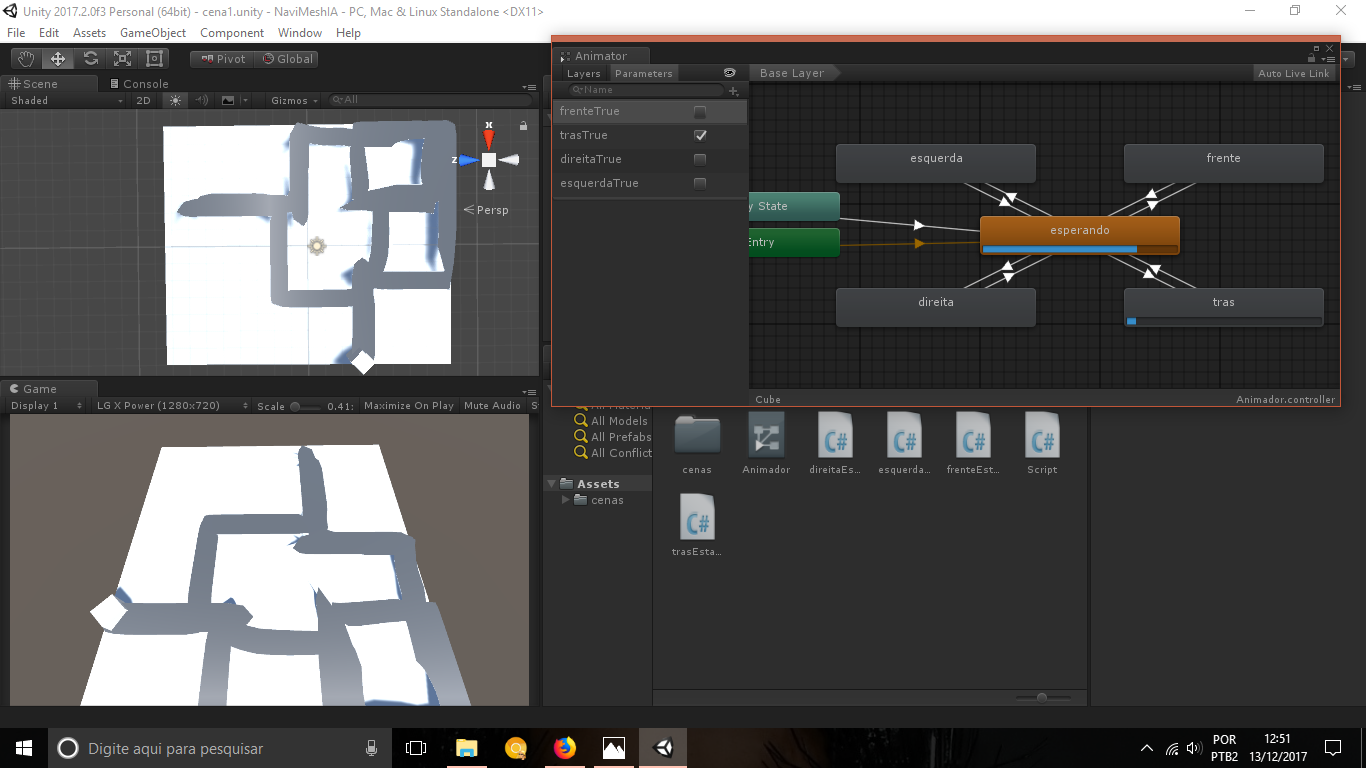 Unity 2017.2.0f3 Personal (64bit) - cena1.unity - NaviMeshIA - PC, Mac & Linux Standalone <DX11>
File Edit Assets GameObject Component Window Help
Pivot Global
Scene Console
Shaded 2D Gizmos All
x
z
Persp
Animator
Layers Parameters Base Layer Auto Live Link
Name
frenteTrue
trasTrue
direitaTrue
esquerdaTrue
esquerda frente
y State
esperando
Entry
direita tras
Cube Animador.controller
Game
Display 1 LG X Power (1280x720) Scale 0.41: Maximize On Play Mute Audio S
All Models
All Prefabs
All Conflict
Assets
cenas
cenas Animador direitaEs... esquerda... frenteEst... Script
C# C# C# C#
C#
trasEsta...
Digite aqui para pesquisar
POR
PTB2
12:51
13/12/2017